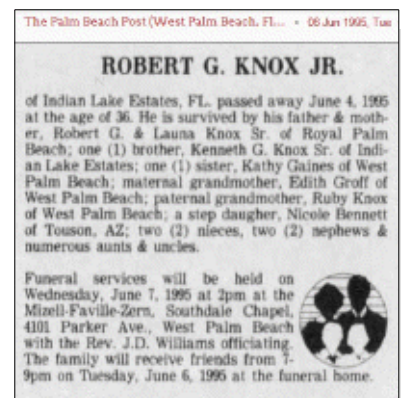 The Palm Beach Post (West Palm Beach, Fl... • 06 Jun 1995, Tue
ROBERT G. KNOX JR.
of Indian Lake Estates, FL. passed away June 4, 1995
at the age of 36. He is survived by his father & moth-
er, Robert G. & Launa Knox Sr. of Royal Palm
Beach; one (1) brother, Kenneth G. Knox Sr. of Indi-
an Lake Estates; one (1) sister, Kathy Gaines of West
Palm Beach; maternal grandmother, Edith Groff of
West Palm Beach; paternal grandmother, Ruby Knox
of West Palm Beach; a step daugher, Nicole Bennett
of Touson, AZ; two (2) nieces, two (2) nephews &
numerous aunts & uncles.
Funeral services will be held on
Wednesday, June 7, 1995 at 2pm at the
Mizell-Faville-Zern, Southdale Chapel,
4101 Parker Ave., West Palm Beach
with the Rev. J.D. Williams officiating.
The family will receive friends from 7-
9pm on Tuesday, June 6, 1995 at the funeral home.